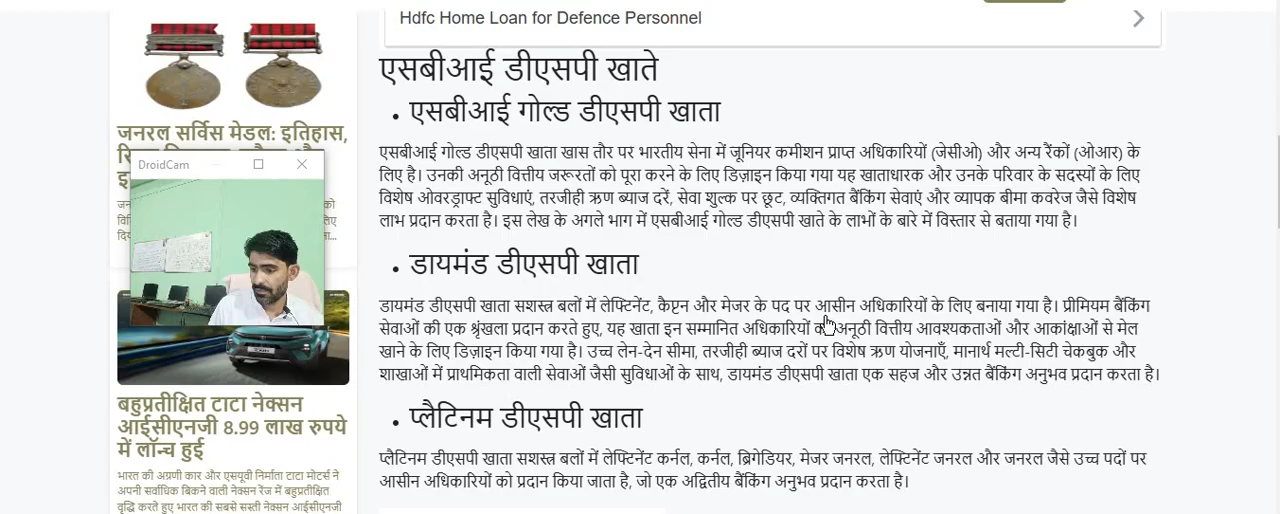 Hdfc Home Loan for Defence Personnel
एसबीआई डीएसपी खाते
• एसबीआई गोल्ड डीएसपी खाता
एसबीआई गोल्ड डीएसपी खाता खास तौर पर भारतीय सेना में जूनियर कमीशन प्राप्त अधिकारियों (जेसीओ) और अन्य रैंकों (ओआर) के
लिए है। उनकी अनूठी वित्तीय जरूरतों को पूरा करने के लिए डिज़ाइन किया गया यह खाताधारक और उनके परिवार के सदस्यों के लिए
विशेष ओवरड्राफ्ट सुविधाएं, तरजीही ऋण ब्याज दरें, सेवा शुल्क पर छूट, व्यक्तिगत बैंकिंग सेवाएं और व्यापक बीमा कवरेज जैसे विशेष
लाभ प्रदान करता है। इस लेख के अगले भाग में एसबीआई गोल्ड डीएसपी खाते के लाभों के बारे में विस्तार से बताया गया है।
• डायमंड डीएसपी खाता
डायमंड डीएसपी खाता सशस्त्र बलों में लेफ्टिनेंट, कैप्टन और मेजर के पद पर आसीन अधिकारियों के लिए बनाया गया है। प्रीमियम बैंकिंग
सेवाओं की एक श्रृंखला प्रदान करते हुए, यह खाता इन सम्मानित अधिकारियों अनूठी वित्तीय आवश्यकताओं और आकांक्षाओं से मेल
खाने के लिए डिज़ाइन किया गया है। उच्च लेन-देन सीमा, तरजीही ब्याज दरों पर विशेष ऋण योजनाएँ, मानार्थ मल्टी-सिटी चेकबुक और
शाखाओं में प्राथमिकता वाली सेवाओं जैसी सुविधाओं के साथ, डायमंड डीएसपी खाता एक सहज और उन्नत बैंकिंग अनुभव प्रदान करता है।
• प्लैटिनम डीएसपी खाता
प्लैटिनम डीएसपी खाता सशस्त्र बलों में लेफ्टिनेंट कर्नल, कर्नल, ब्रिगेडियर, मेजर जनरल, लेफ्टिनेंट जनरल और जनरल जैसे उच्च पदों पर
आसीन अधिकारियों को प्रदान किया जाता है, जो एक अद्वितीय बैंकिंग अनुभव प्रदान करता है।
जनरल सर्विस मेडल: इतिहास,
DroidCam
बहुप्रतीक्षित टाटा नेक्सन
आईसीएनजी 8.99 लाख रुपये
में लॉन्च हुई
भारत की अग्रणी कार और एसयूवी निर्माता टाटा मोटर्स ने
अपनी सर्वाधिक बिकने वाली नेक्सन रेंज में बहुप्रतीक्षित
वृद्धि करते हुए भारत की सबसे सस्ती नेक्सन आईसीएनजी